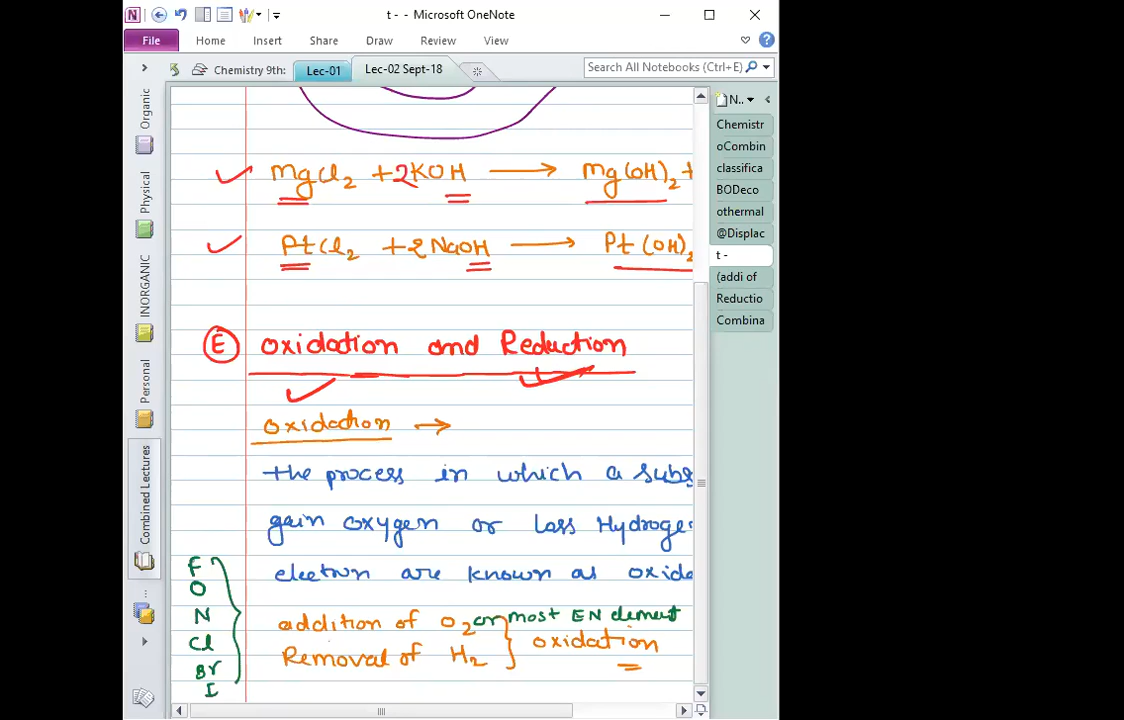 t - - Microsoft OneNote
File Home Insert Share Draw Review View
Chemistry 9th: Lec-01 Lec-02 Sept-18 Search All Notebooks (Ctrl+E)
Organic
Physical
INORGANIC
Personal
Combined Lectures
N..
Chemistr
oCombin
classifica
BODeco
othermal
@Displac
t -
(addi of
Reductio
Combina
MgCl2 + 2KOH → Mg(OH)2 +
PtCl2 + 2NaOH → Pt(OH)2
E oxidation and Reduction
oxidation →
the process in which a subs
gain oxygen or loss Hydroge
electron are known as oxida
addition of O2 or most EN element
Removal of H2 } oxidation
F
O
N
Cl
Br
I